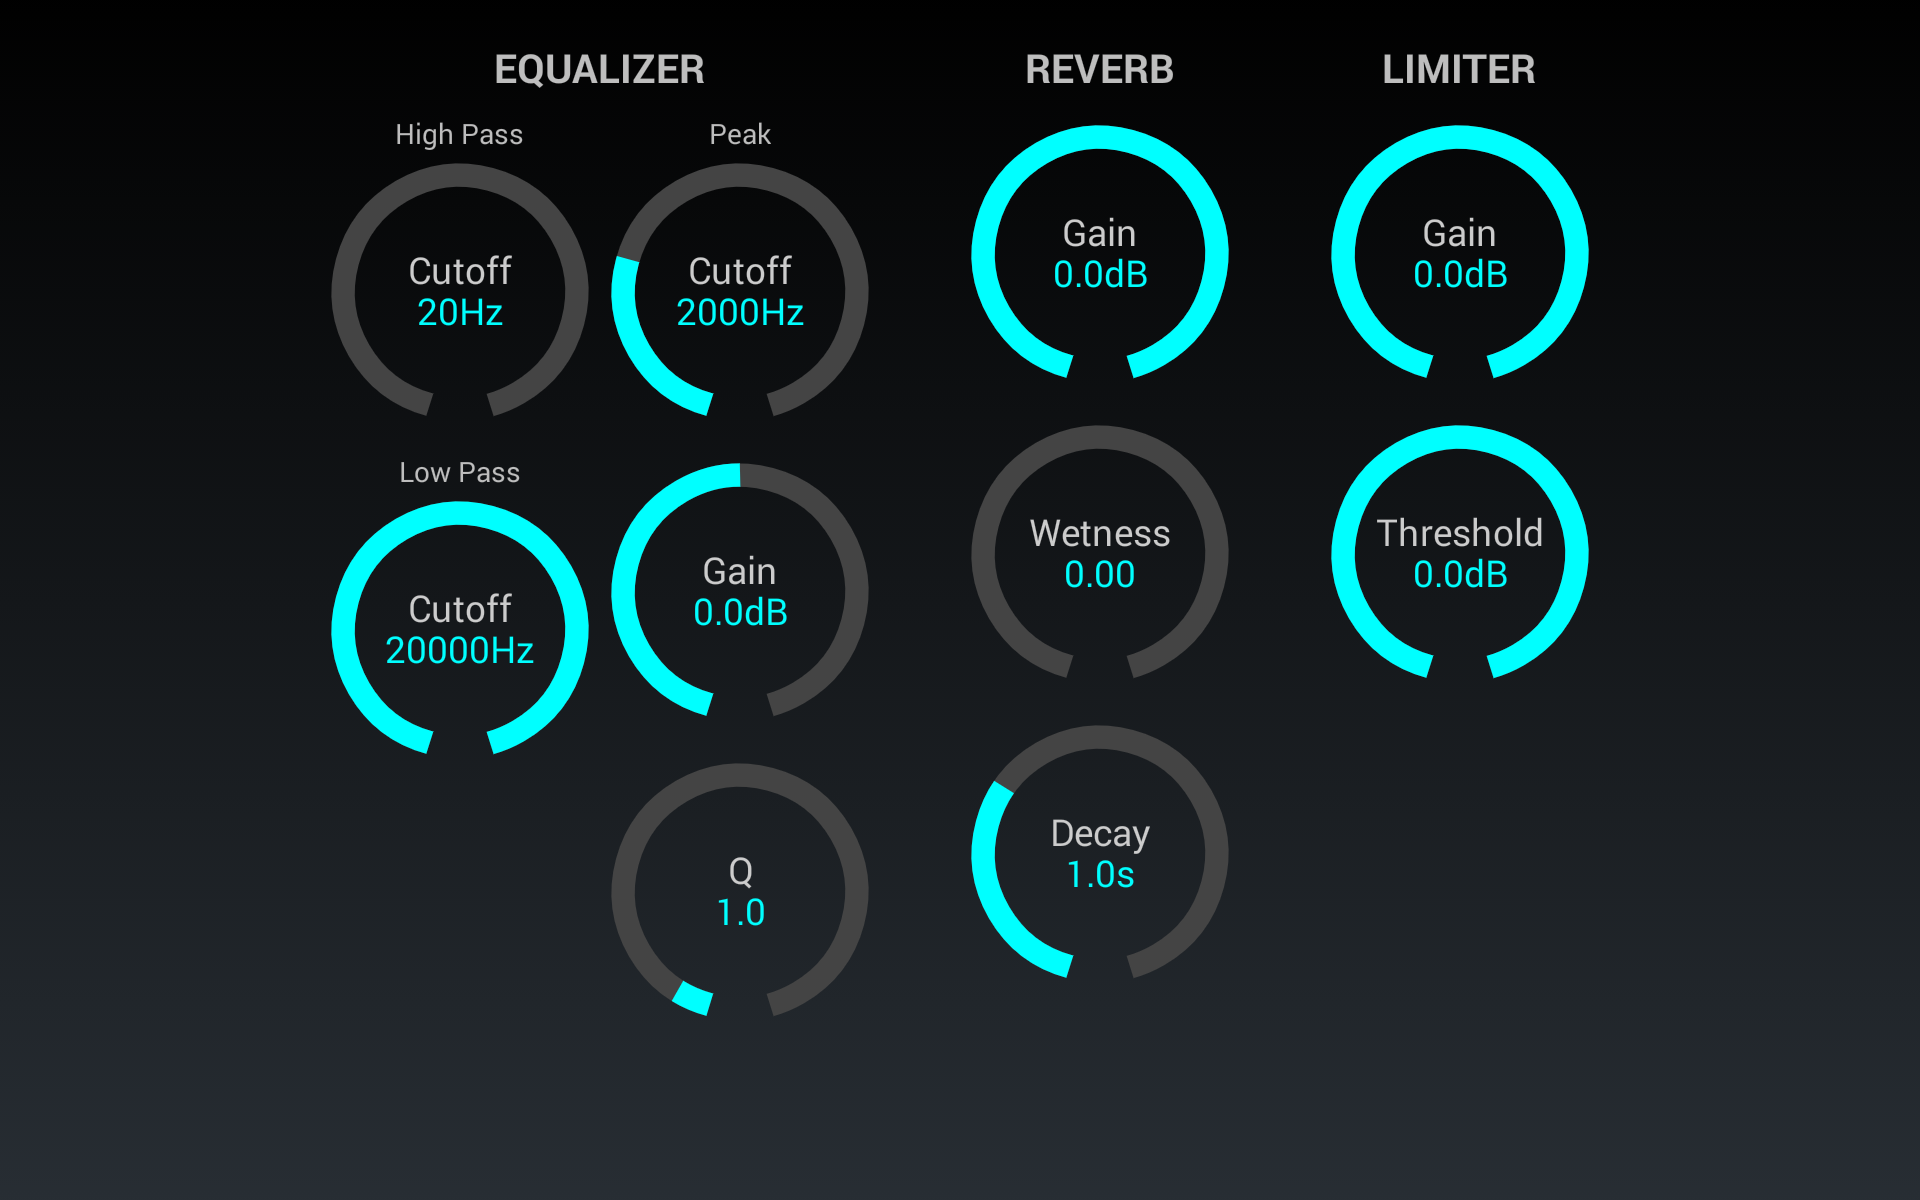 EQUALIZER
High Pass
Cutoff
20Hz
Low Pass
Cutoff
20000Hz
Peak
Cutoff
2000Hz
Gain
0.0dB
Q
1.0
REVERB
Gain
0.0dB
Wetness
0.00
Decay
1.0s
LIMITER
Gain
0.0dB
Threshold
0.0dB